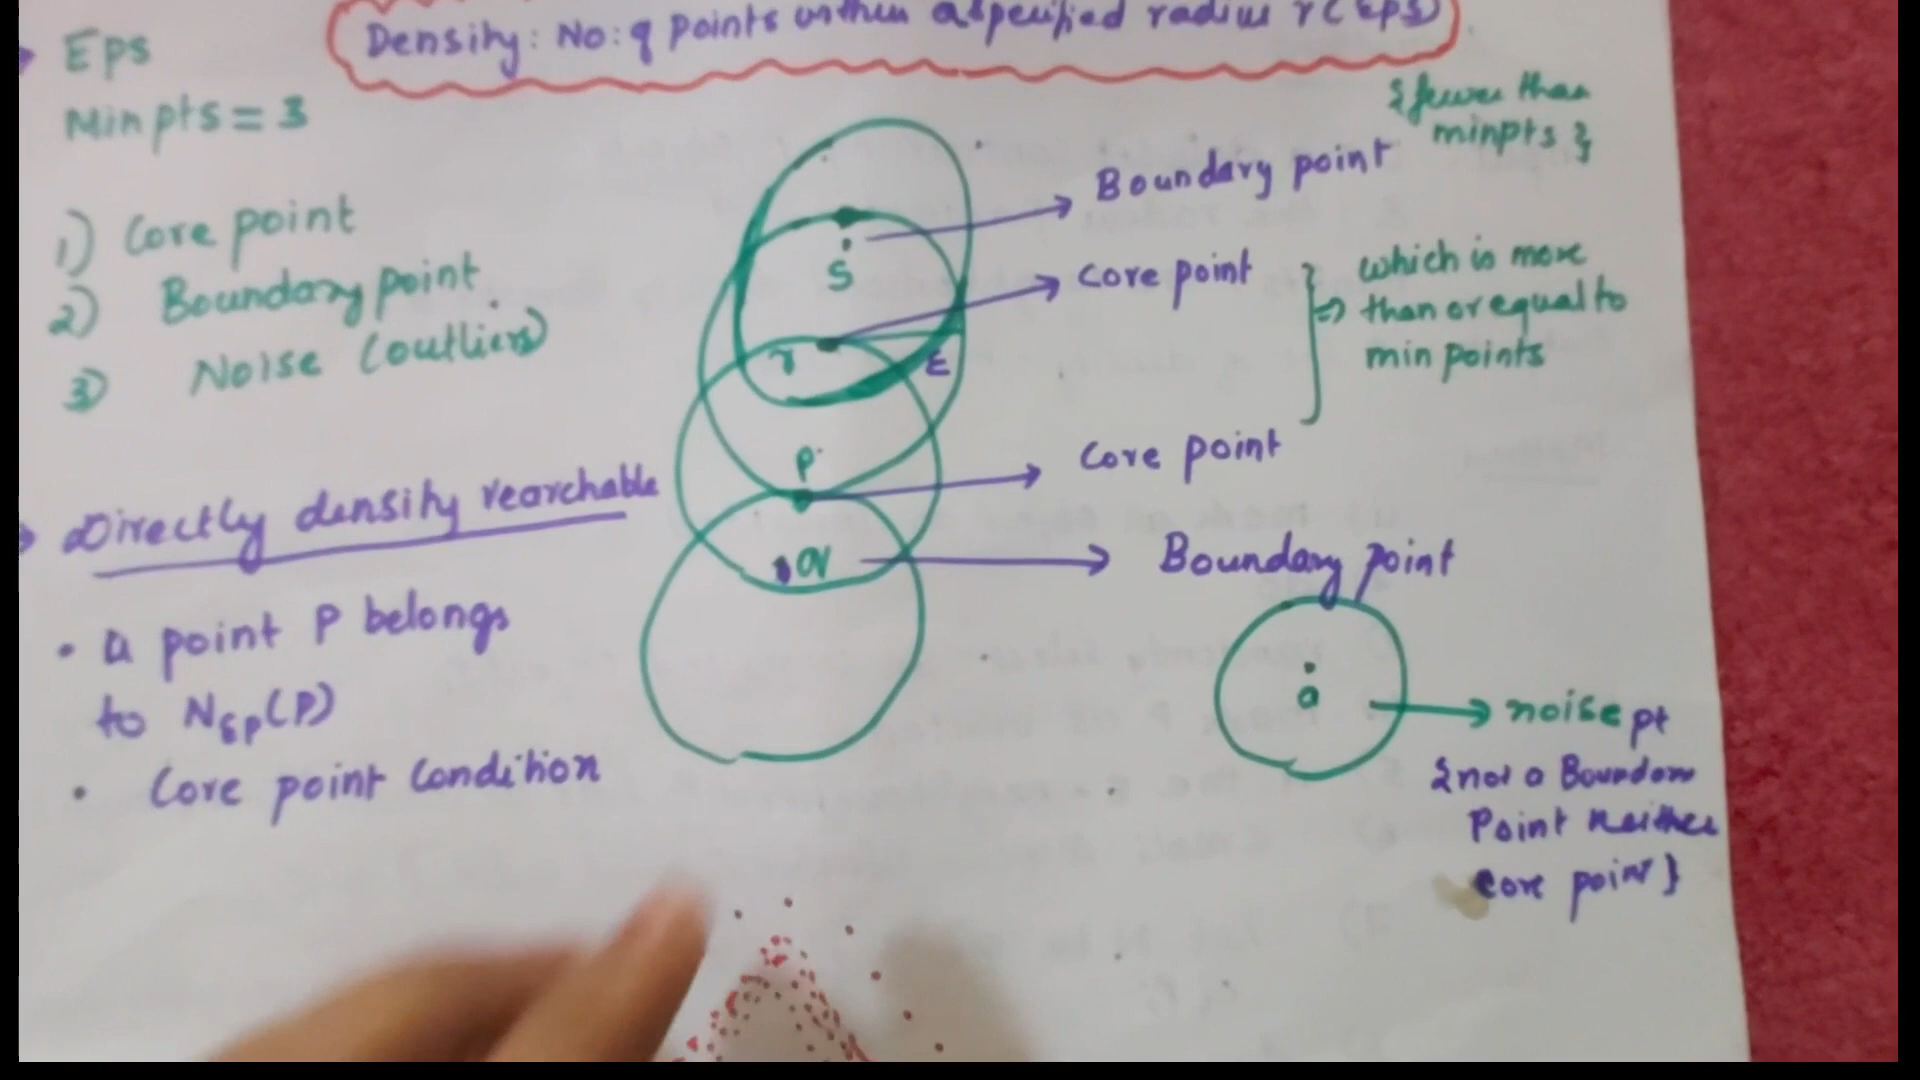 Density: No: of points within a specified radius r (Eps)
Eps
Minpts = 3
{fewer than
minpts }
Boundary point
1) Core point
2) Boundary point
3) Noise (outliers)
S
Core point
which is more
than or equal to
min points
r
E
P
Core point
Directly density rearchable
q
Boundary point
• a point P belongs
to NEp(P)
• Core point Condition
o
noise pt
{not a Boundary
Point neither
core point}